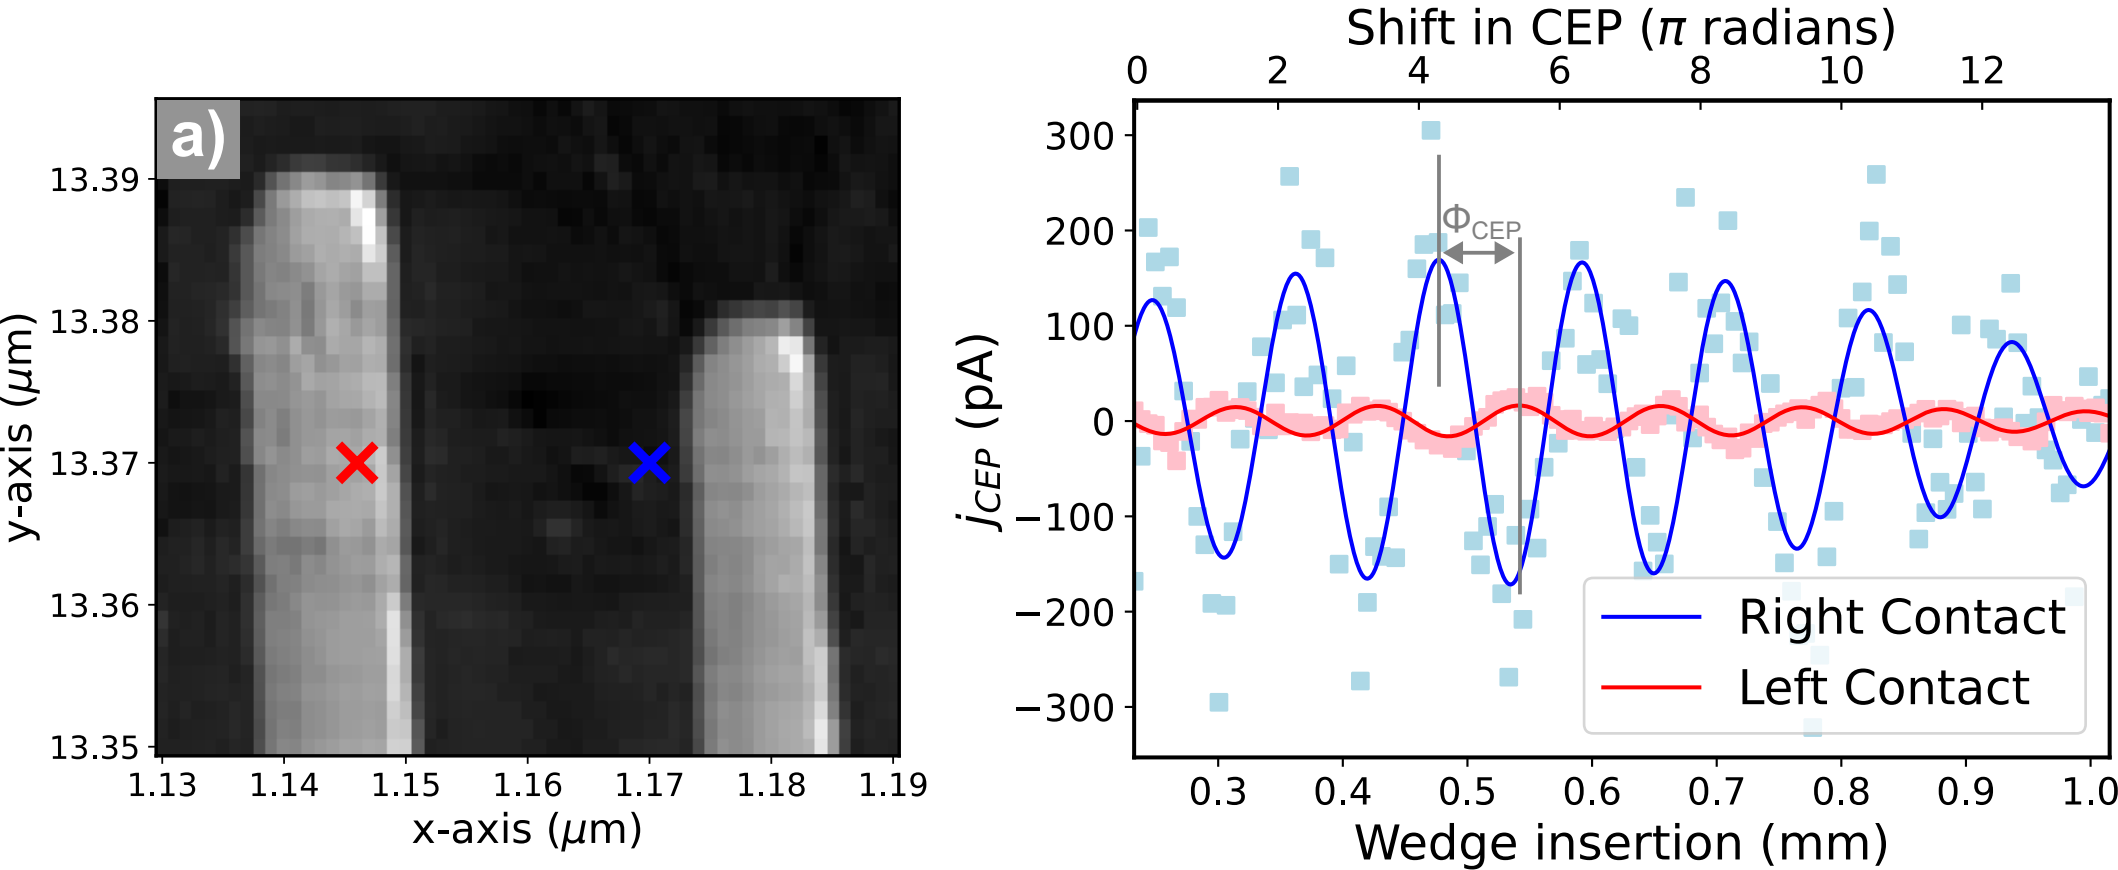 a)
13.39
13.38
13.37
13.36
13.35
y-axis (μm)
1.13 1.14 1.15 1.16 1.17 1.18 1.19
x-axis (μm)
Shift in CEP (π radians)
0 2 4 6 8 10 12
300
200
100
0
−100
−200
−300
jCEP (pA)
ΦCEP
Right Contact
Left Contact
0.3 0.4 0.5 0.6 0.7 0.8 0.9 1.0
Wedge insertion (mm)